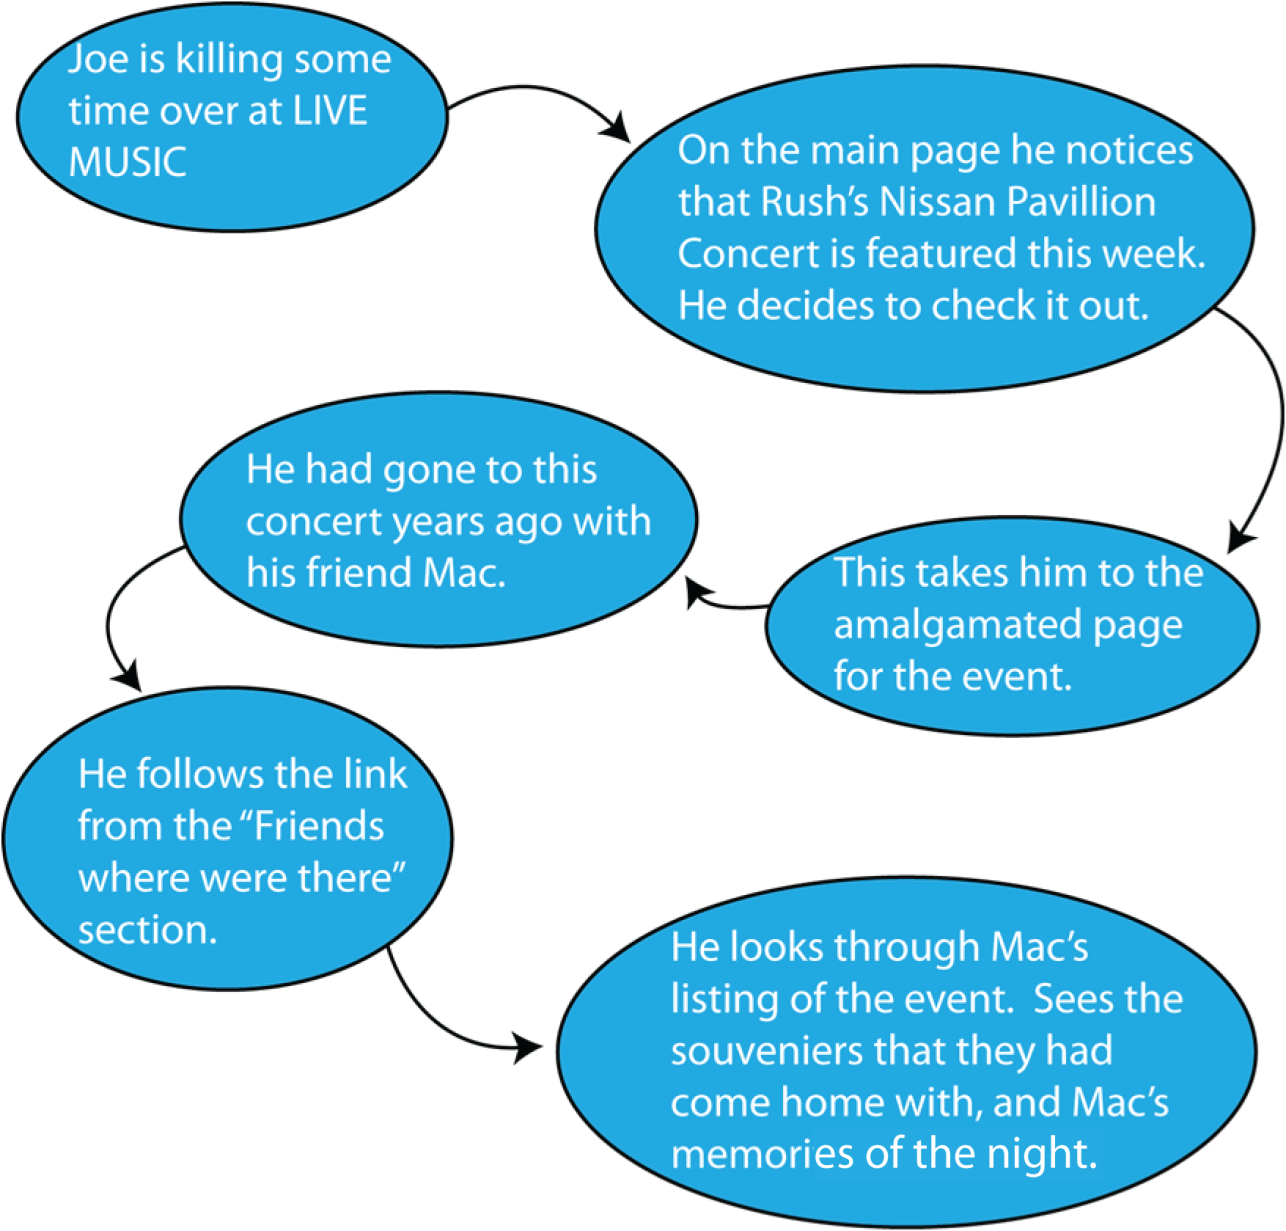 Joe is killing some
time over at LIVE
MUSIC
On the main page he notices
that Rush’s Nissan Pavillion
Concert is featured this week.
He decides to check it out.
This takes him to the
amalgamated page
for the event.
He had gone to this
concert years ago with
his friend Mac.
He follows the link
from the “Friends
where were there”
section.
He looks through Mac’s
listing of the event.  Sees the
souveniers that they had
come home with, and Mac’s
memories of the night.